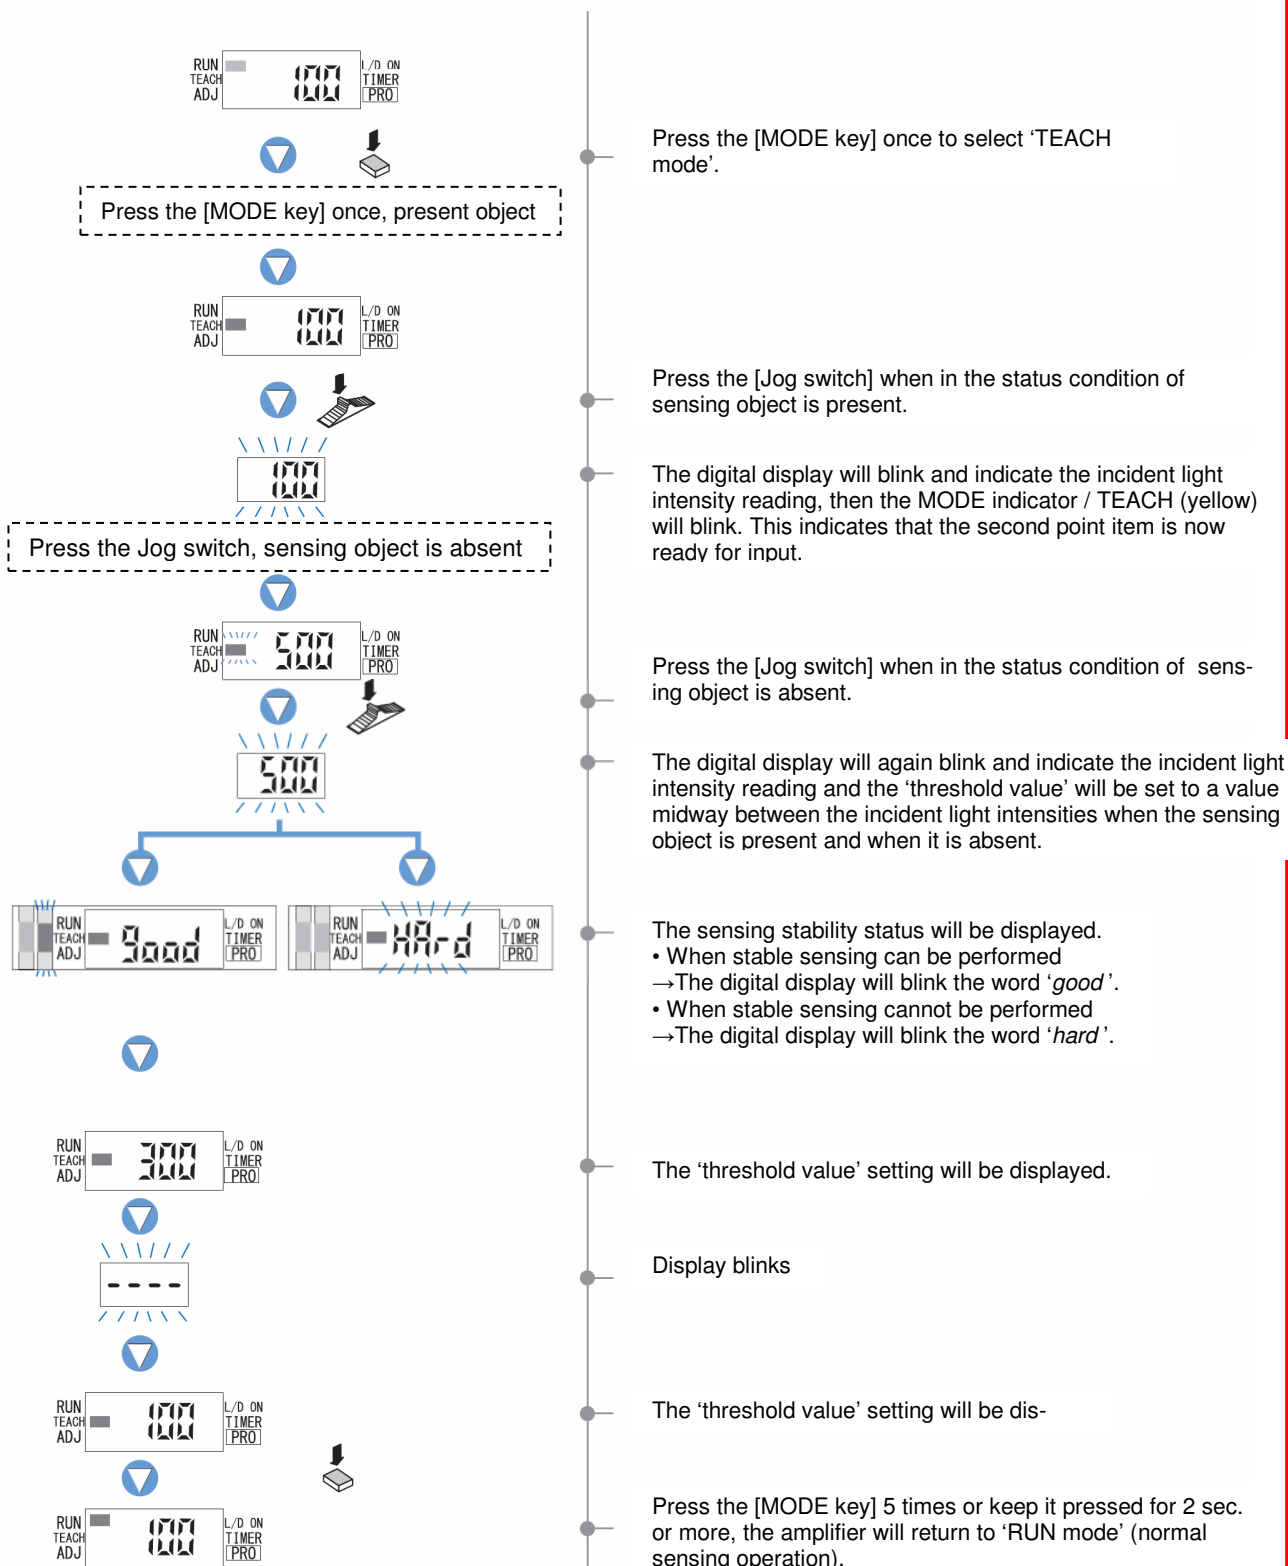 RUN
TEACH
ADJ
100
L/D ON
TIMER
PRO
Press the [MODE key] once to select ‘TEACH
mode’.
Press the [MODE key] once, present object
RUN
TEACH
ADJ
100
L/D ON
TIMER
PRO
Press the [Jog switch] when in the status condition of
sensing object is present.
100
The digital display will blink and indicate the incident light
intensity reading, then the MODE indicator / TEACH (yellow)
will blink. This indicates that the second point item is now
ready for input.
Press the Jog switch, sensing object is absent
RUN
TEACH
ADJ
500
L/D ON
TIMER
PRO
Press the [Jog switch] when in the status condition of sens-
ing object is absent.
500
The digital display will again blink and indicate the incident light
intensity reading and the ‘threshold value’ will be set to a value
midway between the incident light intensities when the sensing
object is present and when it is absent.
RUN
TEACH
ADJ
good
L/D ON
TIMER
PRO
RUN
TEACH
ADJ
HArd
L/D ON
TIMER
PRO
The sensing stability status will be displayed.
• When stable sensing can be performed
→The digital display will blink the word ‘good’.
• When stable sensing cannot be performed
→The digital display will blink the word ‘hard’.
RUN
TEACH
ADJ
300
L/D ON
TIMER
PRO
The ‘threshold value’ setting will be displayed.
----
Display blinks
RUN
TEACH
ADJ
100
L/D ON
TIMER
PRO
The ‘threshold value’ setting will be dis-
RUN
TEACH
ADJ
100
L/D ON
TIMER
PRO
Press the [MODE key] 5 times or keep it pressed for 2 sec.
or more, the amplifier will return to ‘RUN mode’ (normal
sensing operation).